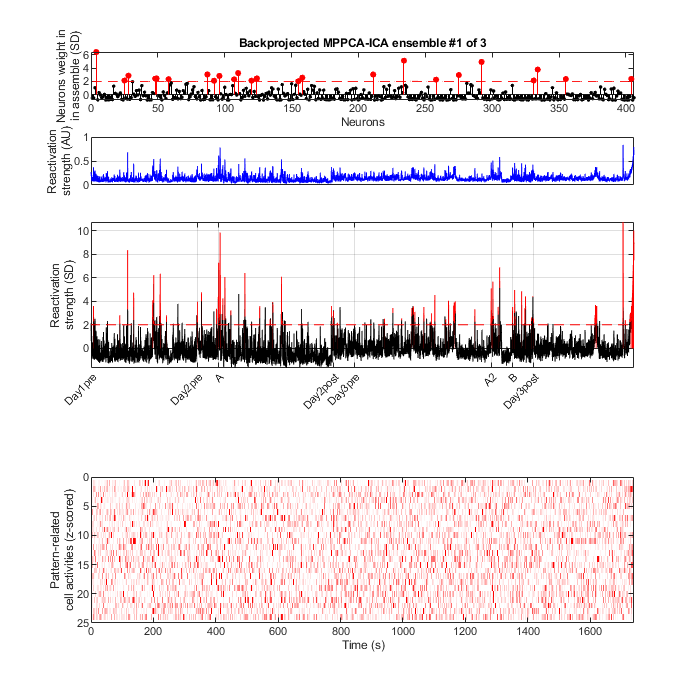 Backprojected MPPCA-ICA ensemble #1 of 3
Neurons weight in
in assemble (SD)
6
4
2
0
0
50
100
150
200
250
300
350
400
Neurons
Reactivation
strength (AU)
1
0.5
0
Reactivation
strength (SD)
10
8
6
4
2
0
Day1pre
Day2pre
A
Day2post
Day3pre
A2
B
Day3post
Pattern-related
cell activities (z-scored)
0
5
10
15
20
25
0
200
400
600
800
1000
1200
1400
1600
Time (s)